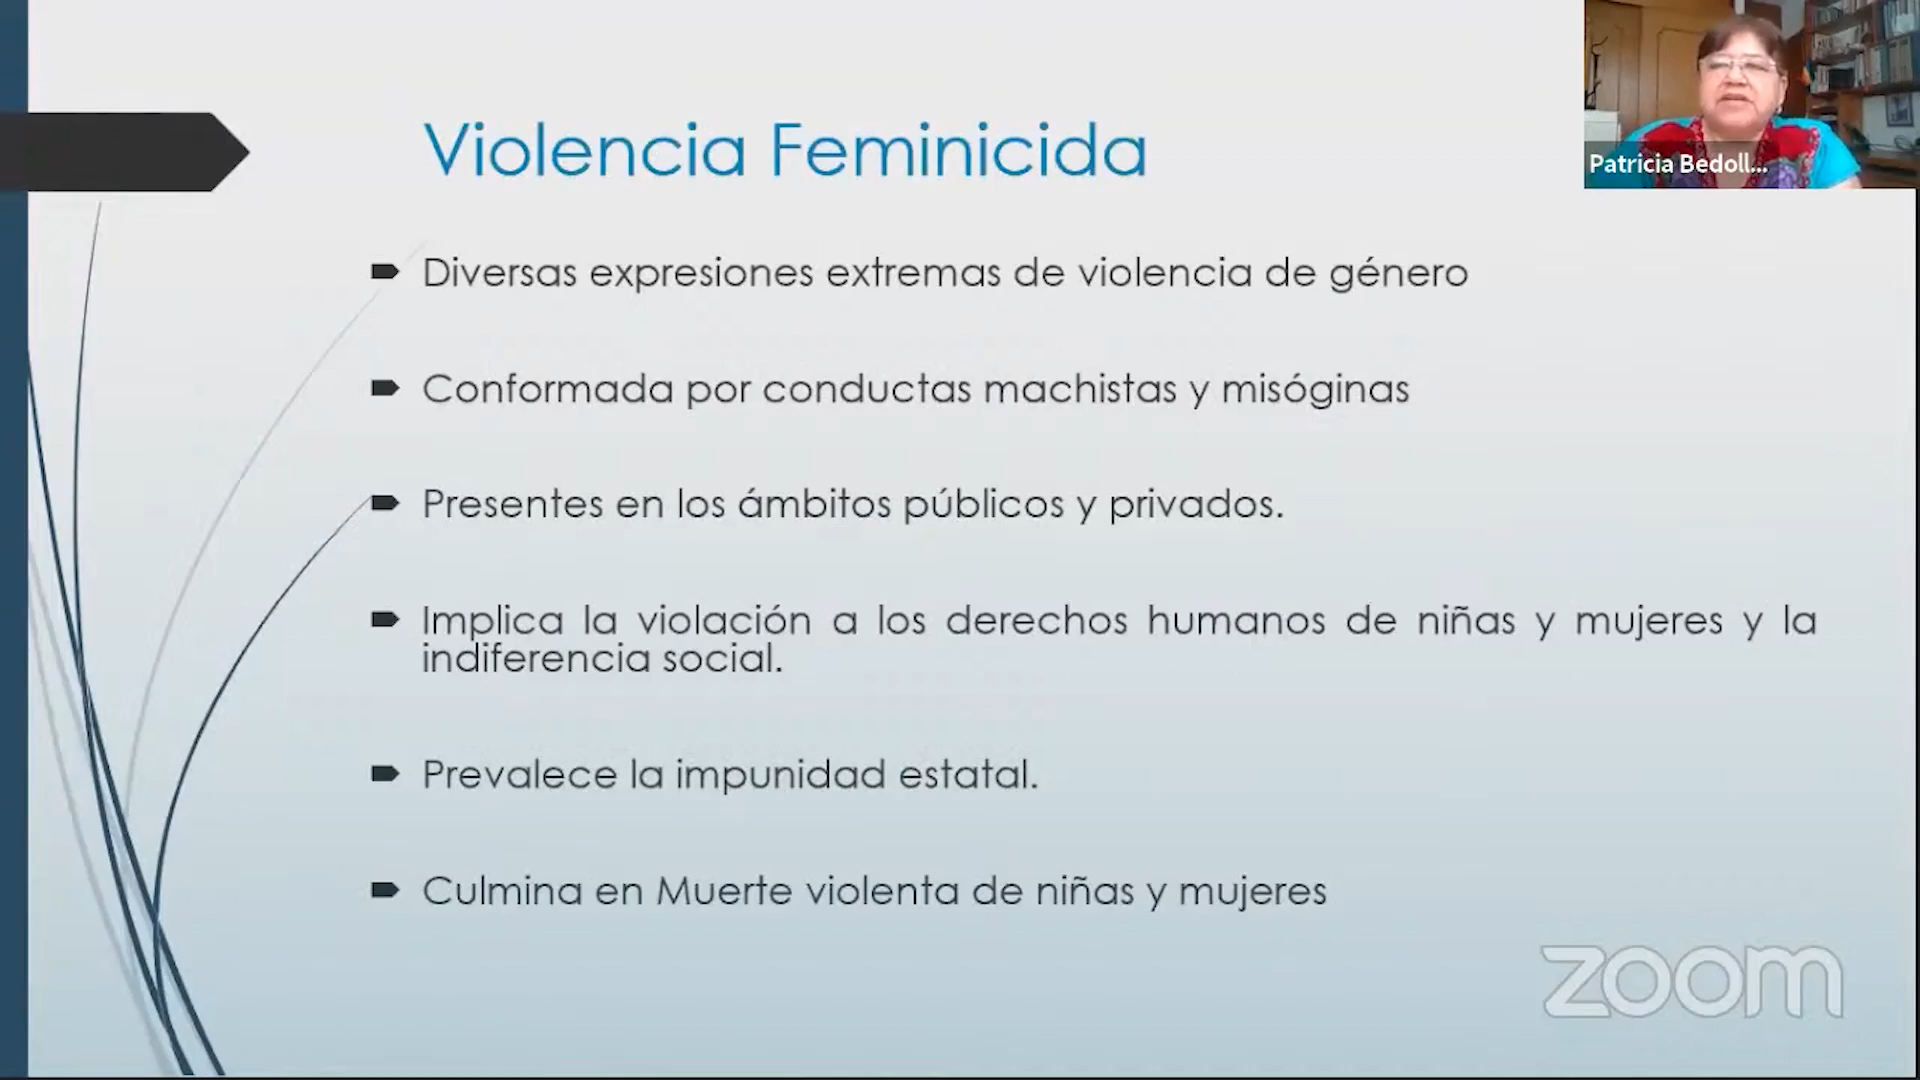 Violencia Feminicida
Patricia Bedoll...
Diversas expresiones extremas de violencia de género
Conformada por conductas machistas y misóginas
Presentes en los ámbitos públicos y privados.
Implica la violación a los derechos humanos de niñas y mujeres y la
indiferencia social.
Prevalece la impunidad estatal.
Culmina en Muerte violenta de niñas y mujeres
zoom